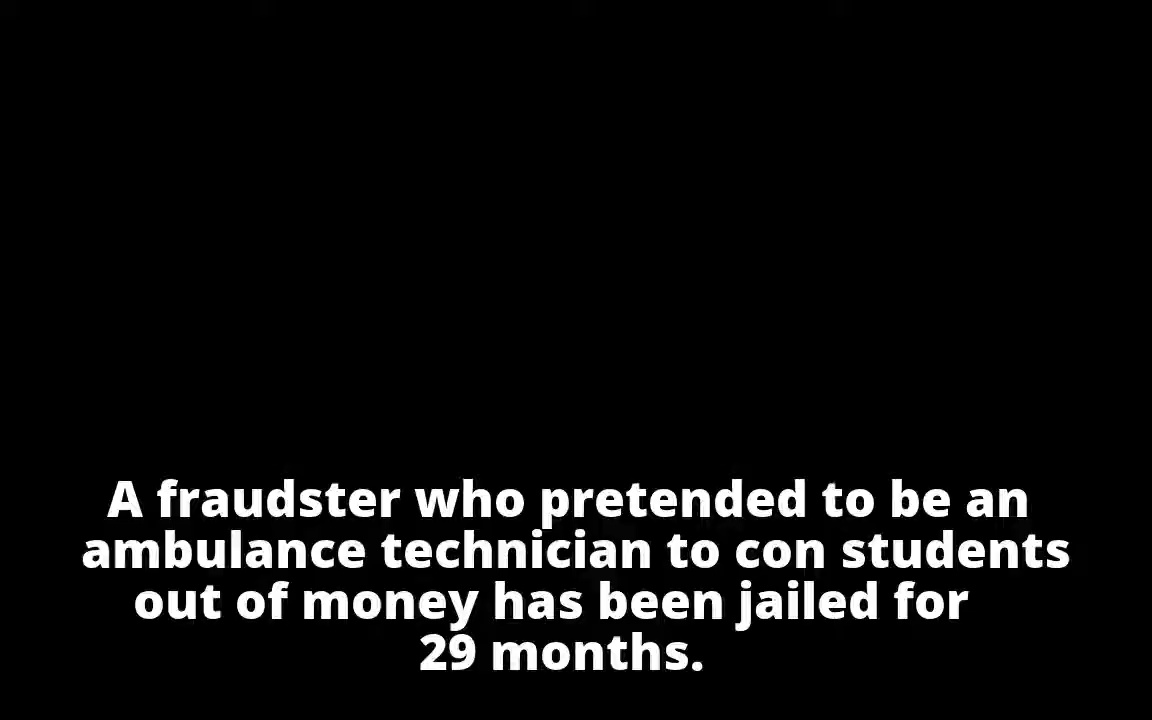 A fraudster who pretended to be an
ambulance technician to con students
out of money has been jailed for
29 months.